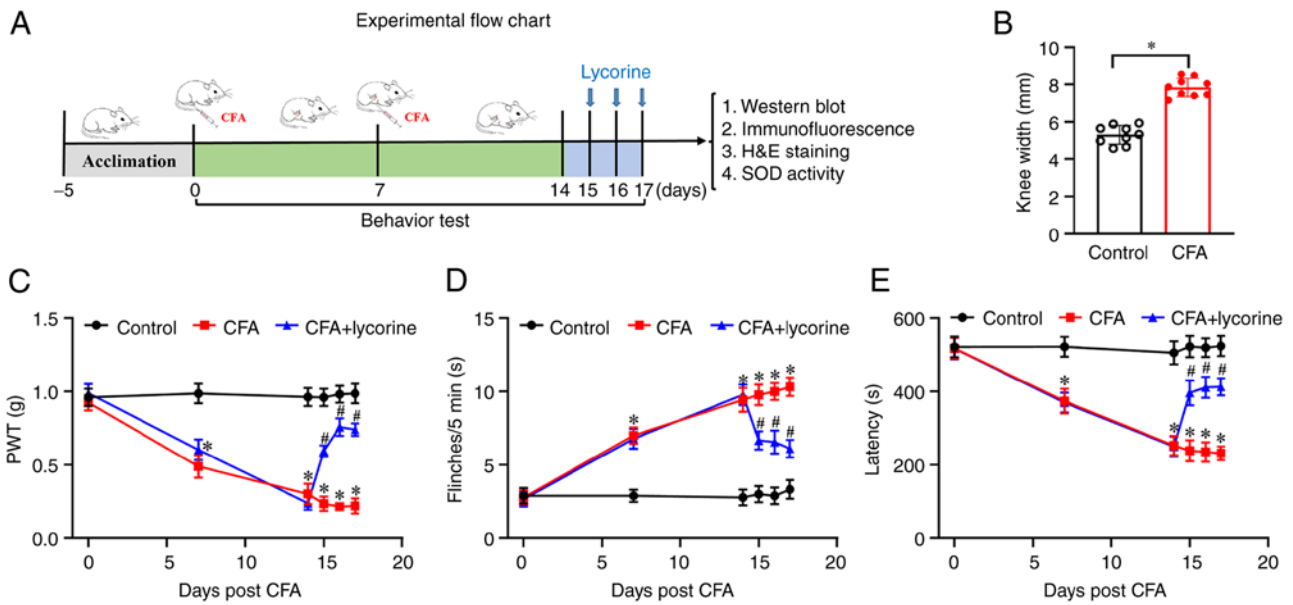 A
Experimental flow chart
Lycorine
CFA
CFA
Acclimation
−5
0
7
14
15
16
17
(days)
Behavior test
1. Western blot
2. Immunofluorescence
3. H&E staining
4. SOD activity
B
*
Knee width (mm)
10
8
6
4
2
0
Control
CFA
C
Control
CFA
CFA+lycorine
PWT (g)
1.5
1.0
0.5
0.0
*
*
*
*
*
#
#
#
0
5
10
15
20
Days post CFA
D
Control
CFA
CFA+lycorine
Flinches/5 min (s)
15
10
5
0
*
*
*
*
*
#
#
#
0
5
10
15
20
Days post CFA
E
Control
CFA
CFA+lycorine
Latency (s)
600
400
200
0
*
*
*
*
*
#
#
#
0
5
10
15
20
Days post CFA